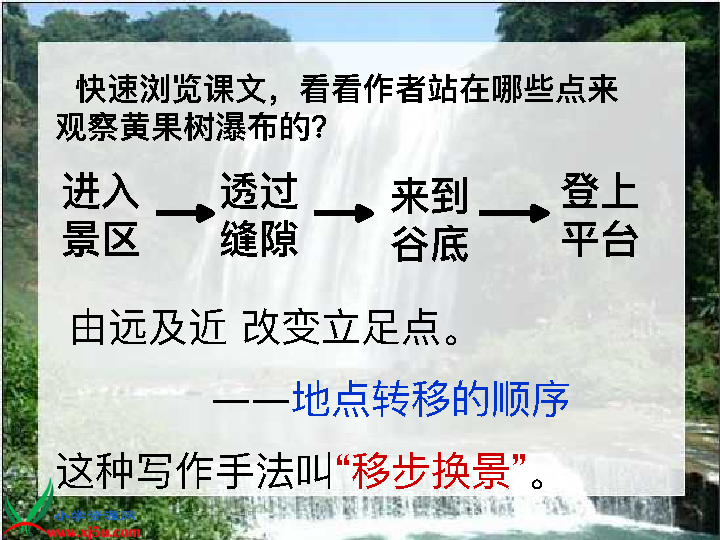 快速浏览课文，看看作者站在哪些点来
观察黄果树瀑布的？
进入 透过 来到 登上
景区 缝隙 谷底 平台
由远及近 改变立足点。
——地点转移的顺序
这种写作手法叫“移步换景”。
www.xj5u.com